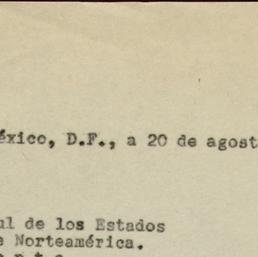 éxico, D.F., a 20 de agost
ul de los Estados
e Norteamérica.